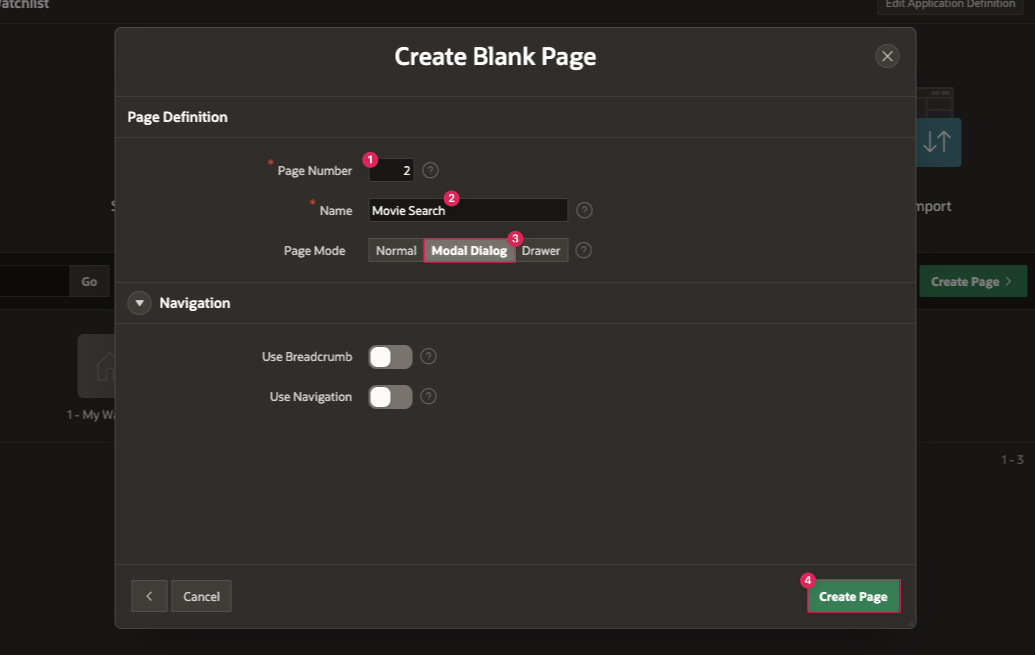 atchlist
Edit Application Definition
Create Blank Page
Page Definition
* Page Number 1 2 ?
* Name Movie Search 2 ?
Page Mode Normal Modal Dialog 3 Drawer ?
mport
Go
Create Page >
Navigation
Use Breadcrumb ?
Use Navigation ?
1 - My Wa
1 - 3
< Cancel
4 Create Page